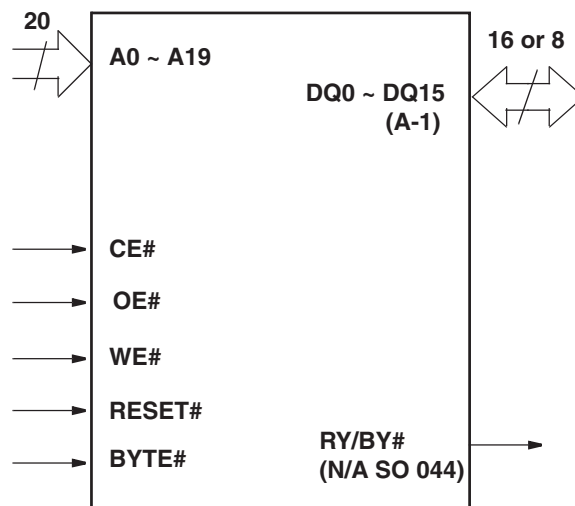 20
A0 ~ A19
16 or 8
DQ0 ~ DQ15
(A-1)
CE#
OE#
WE#
RESET#
BYTE#
RY/BY#
(N/A SO 044)